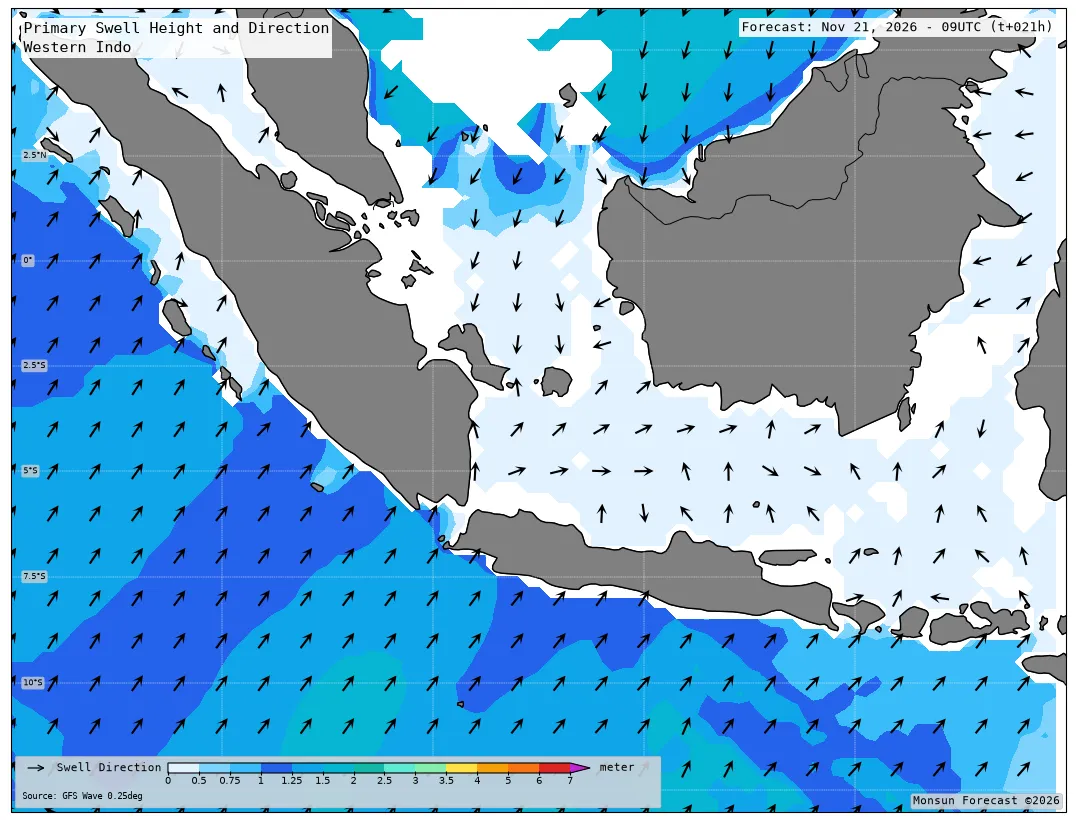 Primary Swell Height and Direction
Western Indo
Forecast: Nov 21, 2026 - 09UTC (t+021h)
2.5°N
0°
2.5°S
5°S
7.5°S
10°S
Swell Direction
0 0.5 0.75 1 1.25 1.5 2 2.5 3 3.5 4 5 6 7
meter
Source: GFS Wave 0.25deg
Monsun Forecast ©2026